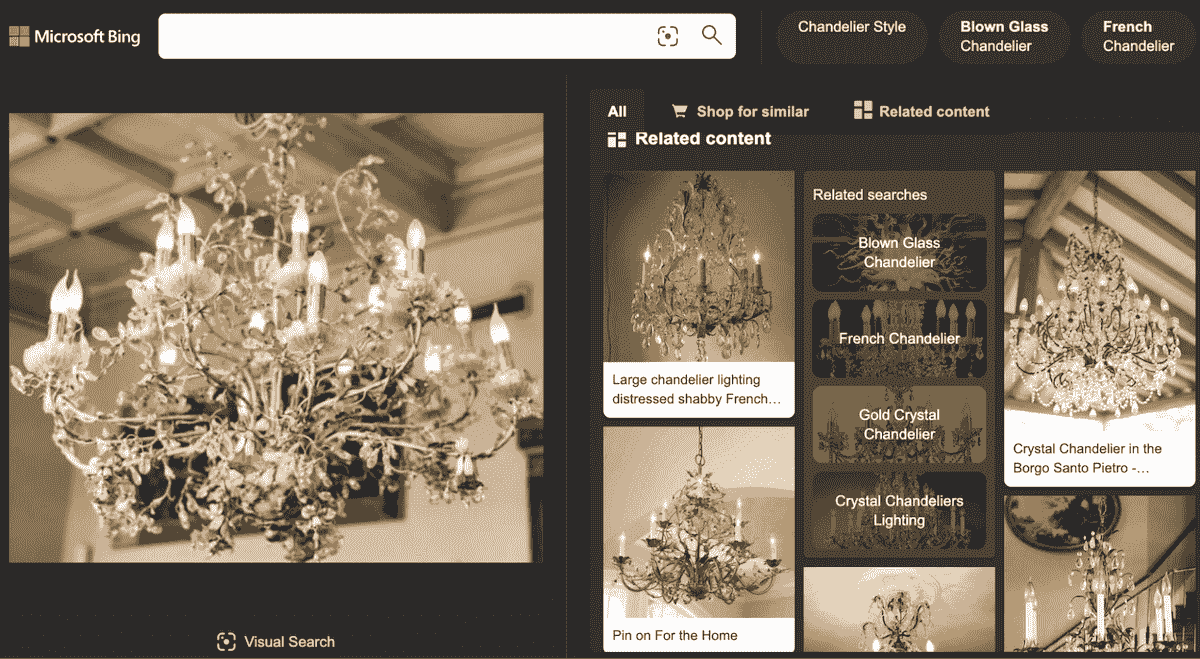 Microsoft Bing
Chandelier Style
Blown Glass
Chandelier
French
Chandelier
All
Shop for similar
Related content
Related content
Related searches
Blown Glass
Chandelier
French Chandelier
Gold Crystal
Chandelier
Crystal Chandeliers
Lighting
Large chandelier lighting
distressed shabby French...
Pin on For the Home
Crystal Chandelier in the
Borgo Santo Pietro -...
Visual Search